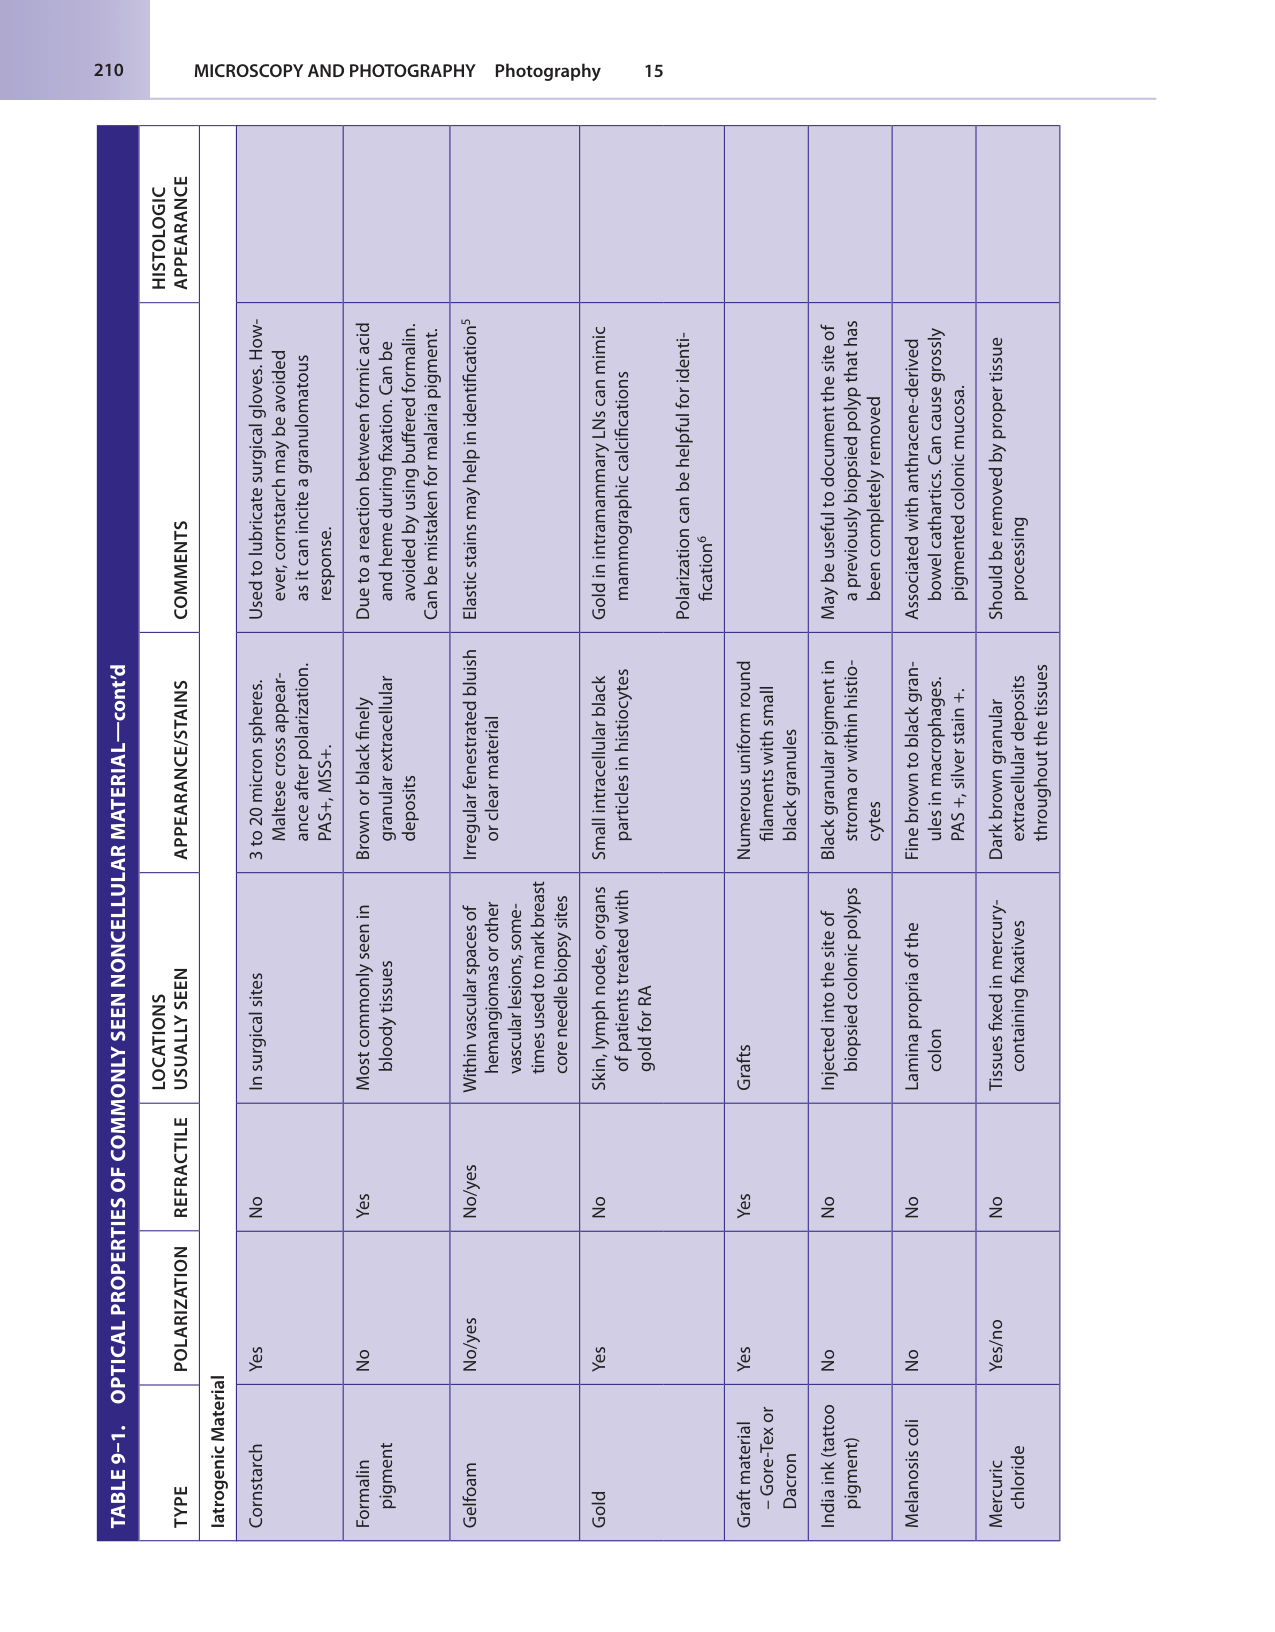 210
MICROSCOPY AND PHOTOGRAPHY Photography 15
TABLE 9–1. OPTICAL PROPERTIES OF COMMONLY SEEN NONCELLULAR MATERIAL—cont’d
TYPE
POLARIZATION
REFRACTILE
LOCATIONS
USUALLY SEEN
APPEARANCE/STAINS
COMMENTS
HISTOLOGIC
APPEARANCE
Iatrogenic Material
Cornstarch
Yes
No
In surgical sites
3 to 20 micron spheres.
Maltese cross appear-
ance after polarization.
PAS+, MSS+.
Used to lubricate surgical gloves. How-
ever, cornstarch may be avoided
as it can incite a granulomatous
response.
Formalin
pigment
No
Yes
Most commonly seen in
bloody tissues
Brown or black finely
granular extracellular
deposits
Due to a reaction between formic acid
and heme during fixation. Can be
avoided by using buffered formalin.
Can be mistaken for malaria pigment.
Gelfoam
No/yes
No/yes
Within vascular spaces of
hemangiomas or other
vascular lesions, some-
times used to mark breast
core needle biopsy sites
Irregular fenestrated bluish
or clear material
Elastic stains may help in identification5
Gold
Yes
No
Skin, lymph nodes, organs
of patients treated with
gold for RA
Small intracellular black
particles in histiocytes
Gold in intramammary LNs can mimic
mammographic calcifications
Polarization can be helpful for identi-
fication6
Graft material
– Gore-Tex or
Dacron
Yes
Yes
Grafts
Numerous uniform round
filaments with small
black granules
India ink (tattoo
pigment)
No
No
Injected into the site of
biopsied colonic polyps
Black granular pigment in
stroma or within histio-
cytes
May be useful to document the site of
a previously biopsied polyp that has
been completely removed
Melanosis coli
No
No
Lamina propria of the
colon
Fine brown to black gran-
ules in macrophages.
PAS +, silver stain +.
Associated with anthracene-derived
bowel cathartics. Can cause grossly
pigmented colonic mucosa.
Mercuric
chloride
Yes/no
No
Tissues fixed in mercury-
containing fixatives
Dark brown granular
extracellular deposits
throughout the tissues
Should be removed by proper tissue
processing